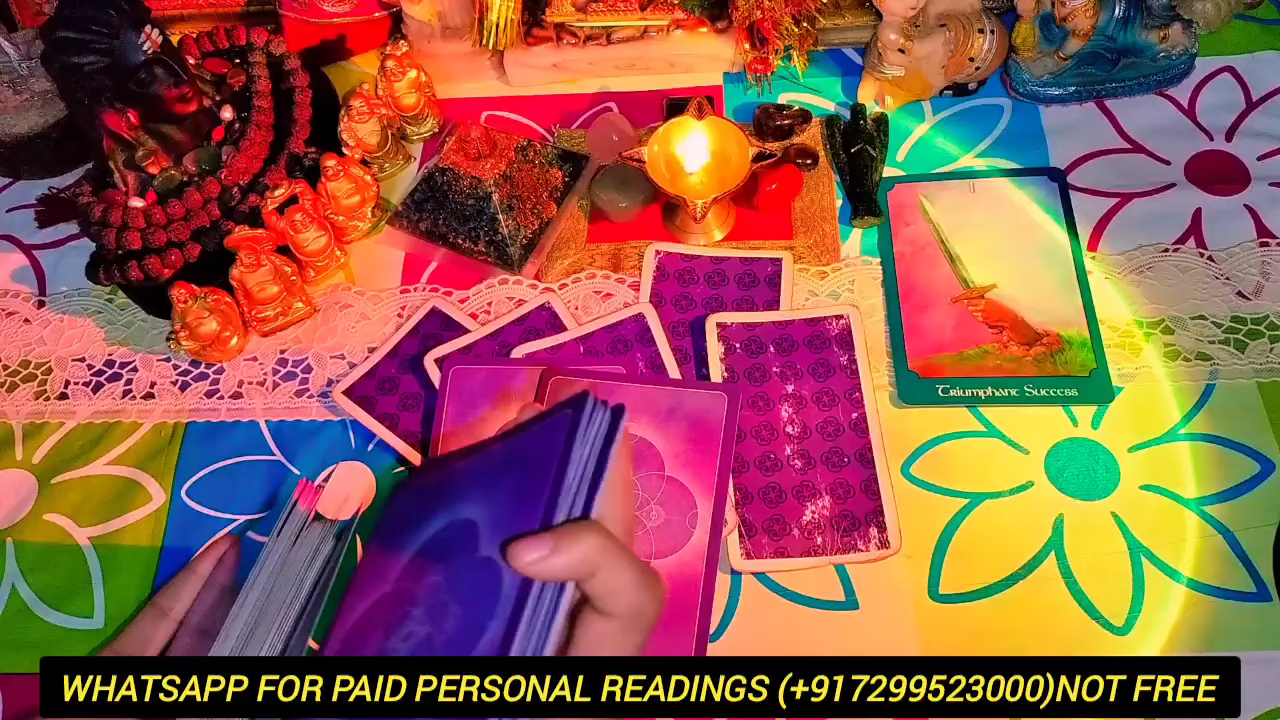 Triumphant Success
WHATSAPP FOR PAID PERSONAL READINGS (+917299523000)NOT FREE